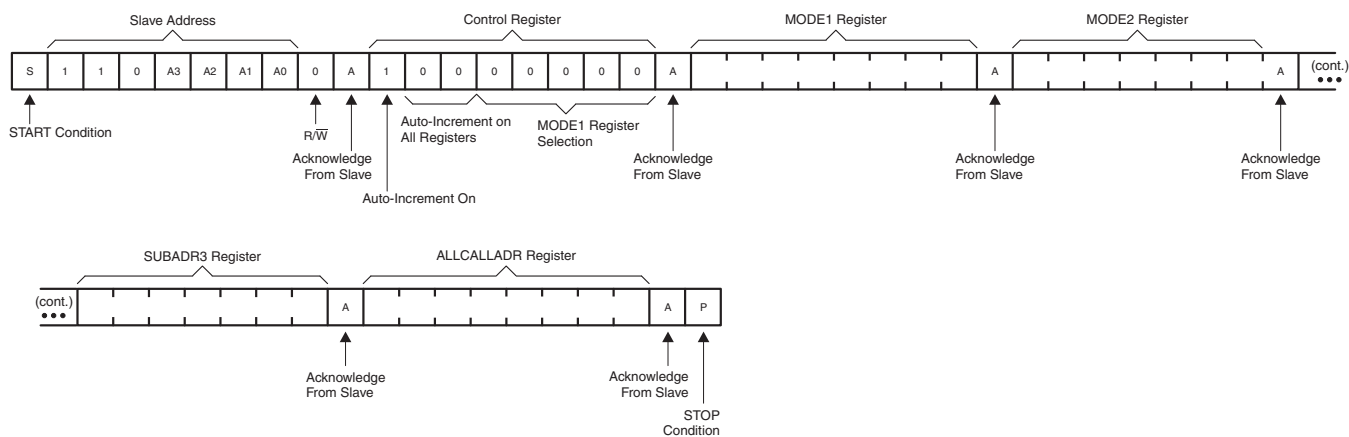 Slave Address
Control Register
MODE1 Register
MODE2 Register
S 1 1 0 A3 A2 A1 A0 0 A 1 0 0 0 0 0 0 0 A A A (cont.)
START Condition
R/W̅
Acknowledge
From Slave
Auto-Increment On
Auto-Increment on
All Registers
MODE1 Register
Selection
Acknowledge
From Slave
Acknowledge
From Slave
Acknowledge
From Slave
SUBADR3 Register
ALLCALLADR Register
(cont.) A A P
Acknowledge
From Slave
Acknowledge
From Slave
STOP
Condition